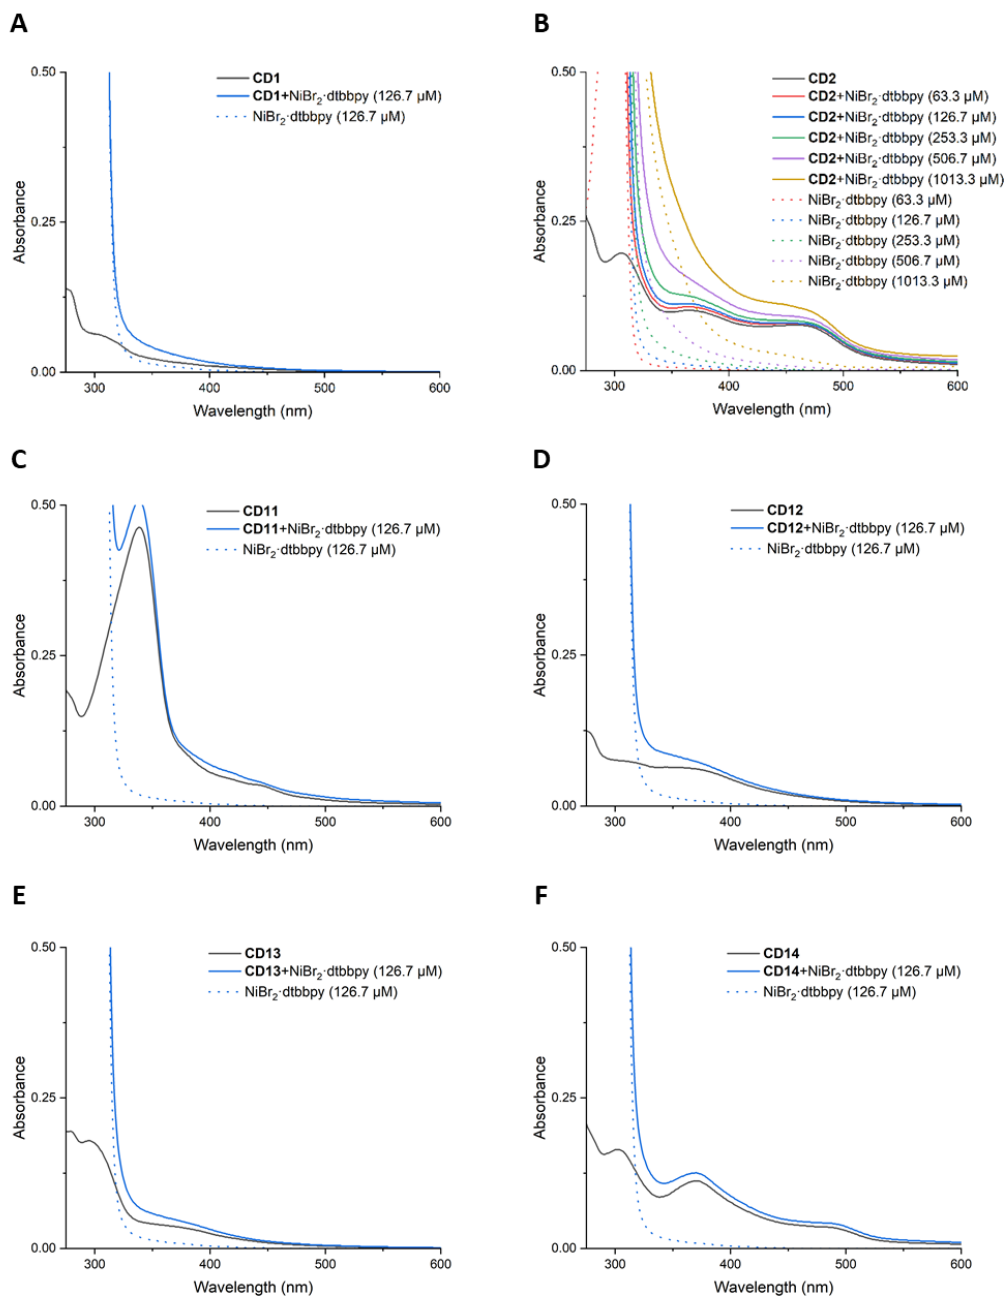 A
0.50
0.25
0.00
Absorbance
CD1
CD1+NiBr₂·dtbbpy (126.7 µM)
NiBr₂·dtbbpy (126.7 µM)
300
400
500
600
Wavelength (nm)
B
0.50
0.25
0.00
Absorbance
CD2
CD2+NiBr₂·dtbbpy (63.3 µM)
CD2+NiBr₂·dtbbpy (126.7 µM)
CD2+NiBr₂·dtbbpy (253.3 µM)
CD2+NiBr₂·dtbbpy (506.7 µM)
CD2+NiBr₂·dtbbpy (1013.3 µM)
NiBr₂·dtbbpy (63.3 µM)
NiBr₂·dtbbpy (126.7 µM)
NiBr₂·dtbbpy (253.3 µM)
NiBr₂·dtbbpy (506.7 µM)
NiBr₂·dtbbpy (1013.3 µM)
300
400
500
600
Wavelength (nm)
C
0.50
0.25
0.00
Absorbance
CD11
CD11+NiBr₂·dtbbpy (126.7 µM)
NiBr₂·dtbbpy (126.7 µM)
300
400
500
600
Wavelength (nm)
D
0.50
0.25
0.00
Absorbance
CD12
CD12+NiBr₂·dtbbpy (126.7 µM)
NiBr₂·dtbbpy (126.7 µM)
300
400
500
600
Wavelength (nm)
E
0.50
0.25
0.00
Absorbance
CD13
CD13+NiBr₂·dtbbpy (126.7 µM)
NiBr₂·dtbbpy (126.7 µM)
300
400
500
600
Wavelength (nm)
F
0.50
0.25
0.00
Absorbance
CD14
CD14+NiBr₂·dtbbpy (126.7 µM)
NiBr₂·dtbbpy (126.7 µM)
300
400
500
600
Wavelength (nm)